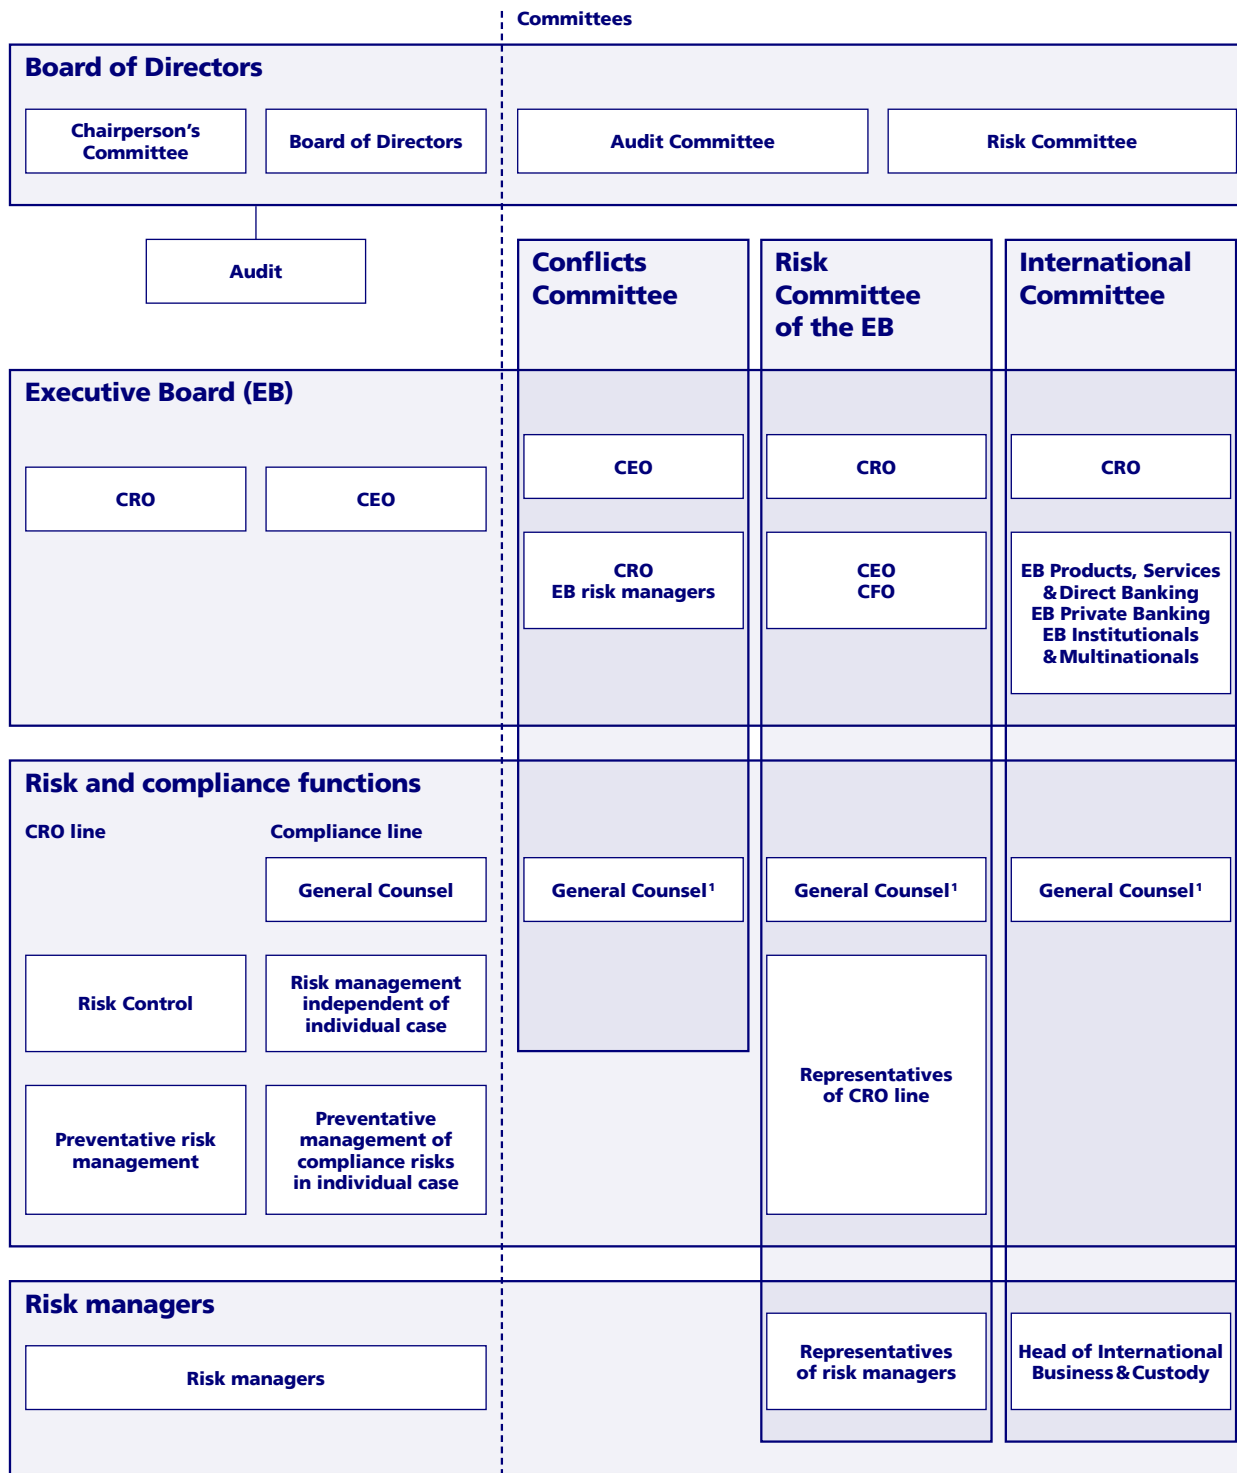 Committees
Board of Directors
Chairperson’s
Committee
Board of Directors
Audit Committee
Risk Committee
Audit
Conflicts
Committee
Risk
Committee
of the EB
International
Committee
Executive Board (EB)
CRO
CEO
CEO
CRO
EB risk managers
CRO
CEO
CFO
CRO
EB Products, Services
& Direct Banking
EB Private Banking
EB Institutionals
& Multinationals
Risk and compliance functions
CRO line
Compliance line
General Counsel
General Counsel¹
General Counsel¹
General Counsel¹
Risk Control
Risk management
independent of
individual case
Representatives
of CRO line
Preventative risk
management
Preventative
management of
compliance risks
in individual case
Risk managers
Risk managers
Representatives
of risk managers
Head of International
Business & Custody